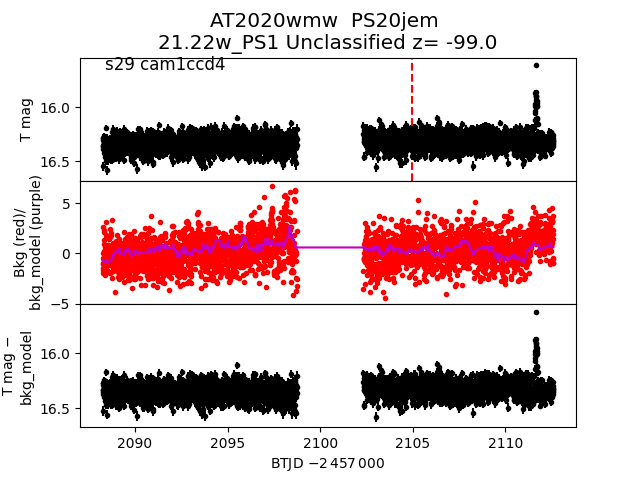 AT2020wmw  PS20jem
21.22w_PS1 Unclassified z= -99.0
s29 cam1ccd4
T mag
16.0
16.5
Bkg (red)/
bkg_model (purple)
5
0
−5
T mag −
bkg_model
16.0
16.5
2090
2095
2100
2105
2110
BTJD −2 457 000